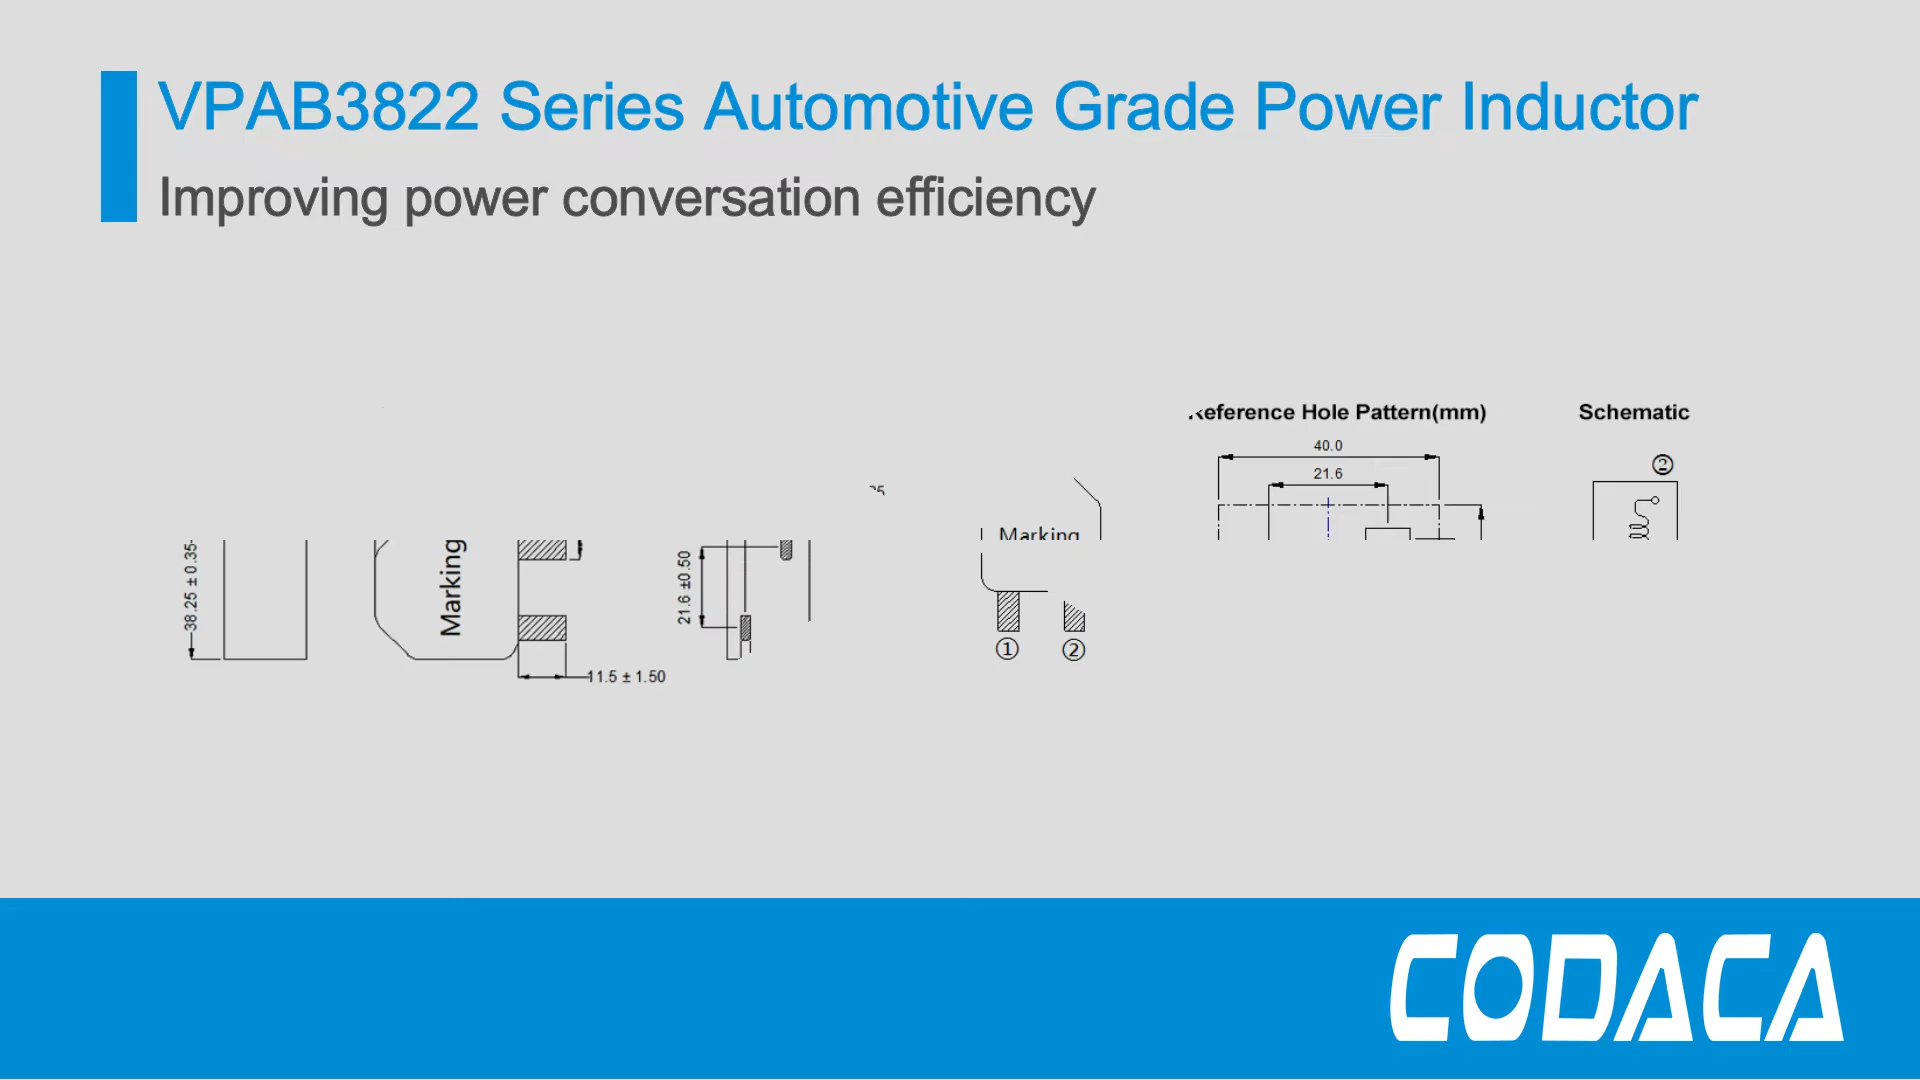 VPAB3822 Series Automotive Grade Power Inductor
Improving power conversation efficiency
Hole Pattern(mm)
Schematic
40.0
21.6
②
38.25 ± 0.35
Marking
21.6 ±0.50
Marking
11.5 ± 1.50
①
②
CODACA